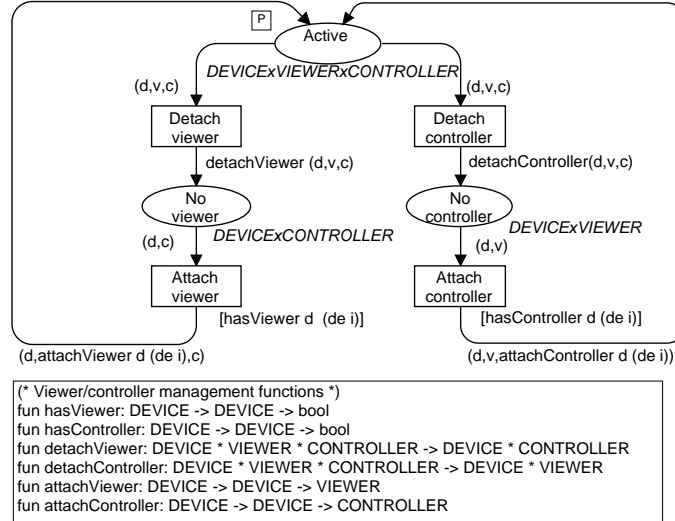 P
Active
DEVICExVIEWERxCONTROLLER
(d,v,c)
(d,v,c)
Detach
viewer
Detach
controller
detachViewer (d,v,c)
detachController(d,v,c)
No
viewer
No
controller
(d,c)
DEVICExCONTROLLER
DEVICExVIEWER
(d,v)
Attach
viewer
Attach
controller
[hasViewer d (de i)]
[hasController d (de i)]
(d,attachViewer d (de i),c)
(d,v,attachController d (de i))
(* Viewer/controller management functions *)
fun hasViewer: DEVICE -> DEVICE -> bool
fun hasController: DEVICE -> DEVICE -> bool
fun detachViewer: DEVICE * VIEWER * CONTROLLER -> DEVICE * CONTROLLER
fun detachController: DEVICE * VIEWER * CONTROLLER -> DEVICE * VIEWER
fun attachViewer: DEVICE -> DEVICE -> VIEWER
fun attachController: DEVICE -> DEVICE -> CONTROLLER